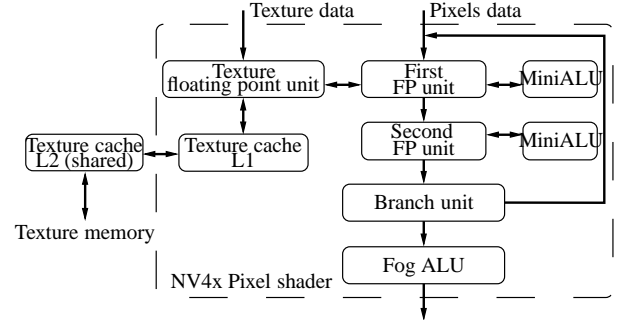 Texture data
Pixels data
Texture
floating point unit
First
FP unit
MiniALU
Texture cache
L2 (shared)
Texture cache
L1
Second
FP unit
MiniALU
Texture memory
Branch unit
Fog ALU
NV4x Pixel shader